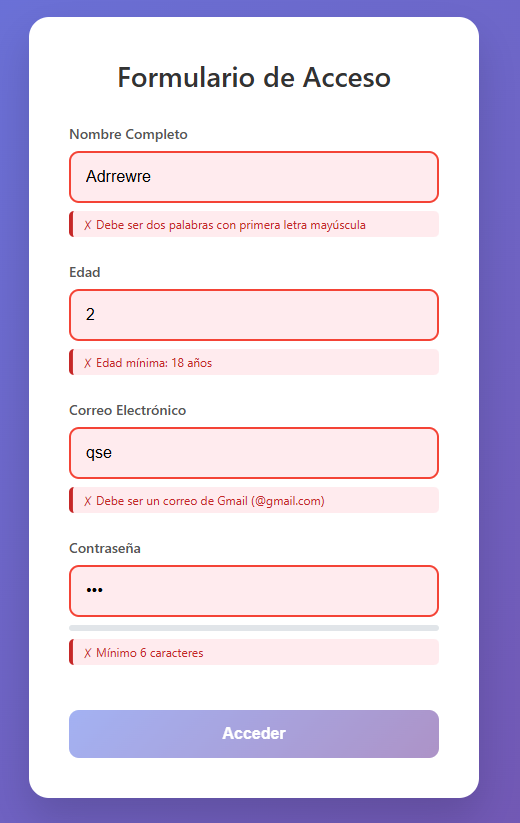 Formulario de Acceso
Nombre Completo
Adrrewre
✗ Debe ser dos palabras con primera letra mayúscula
Edad
2
✗ Edad mínima: 18 años
Correo Electrónico
qse
✗ Debe ser un correo de Gmail (@gmail.com)
Contraseña
•••
✗ Mínimo 6 caracteres
Acceder